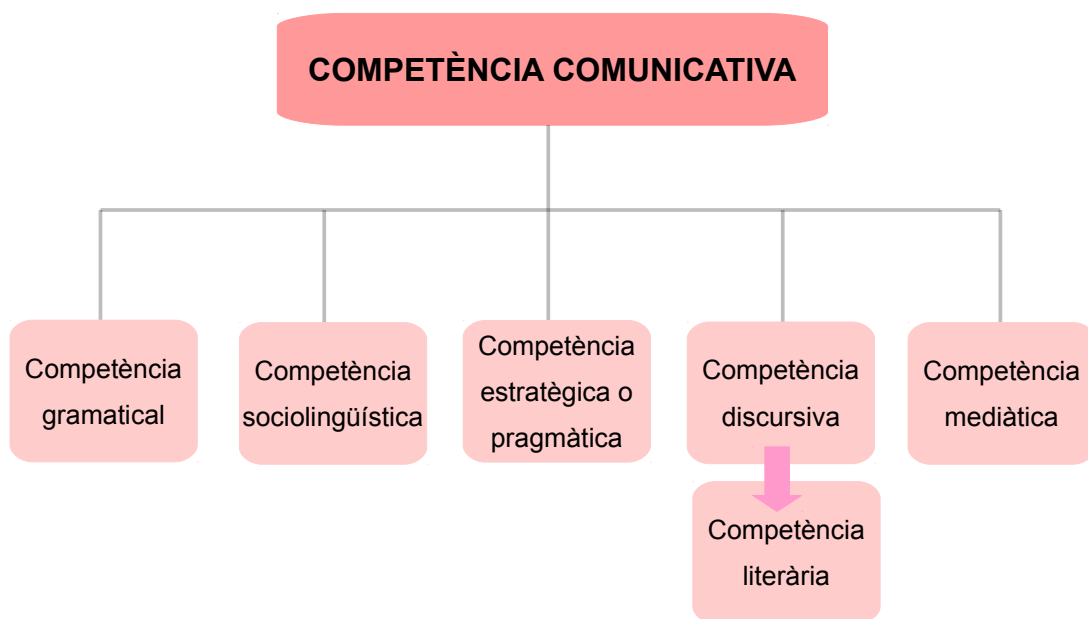 COMPETÈNCIA COMUNICATIVA
Competència
gramatical
Competència
sociolingüística
Competència
estratègica o
pragmàtica
Competència
discursiva
Competència
mediàtica
Competència
literària